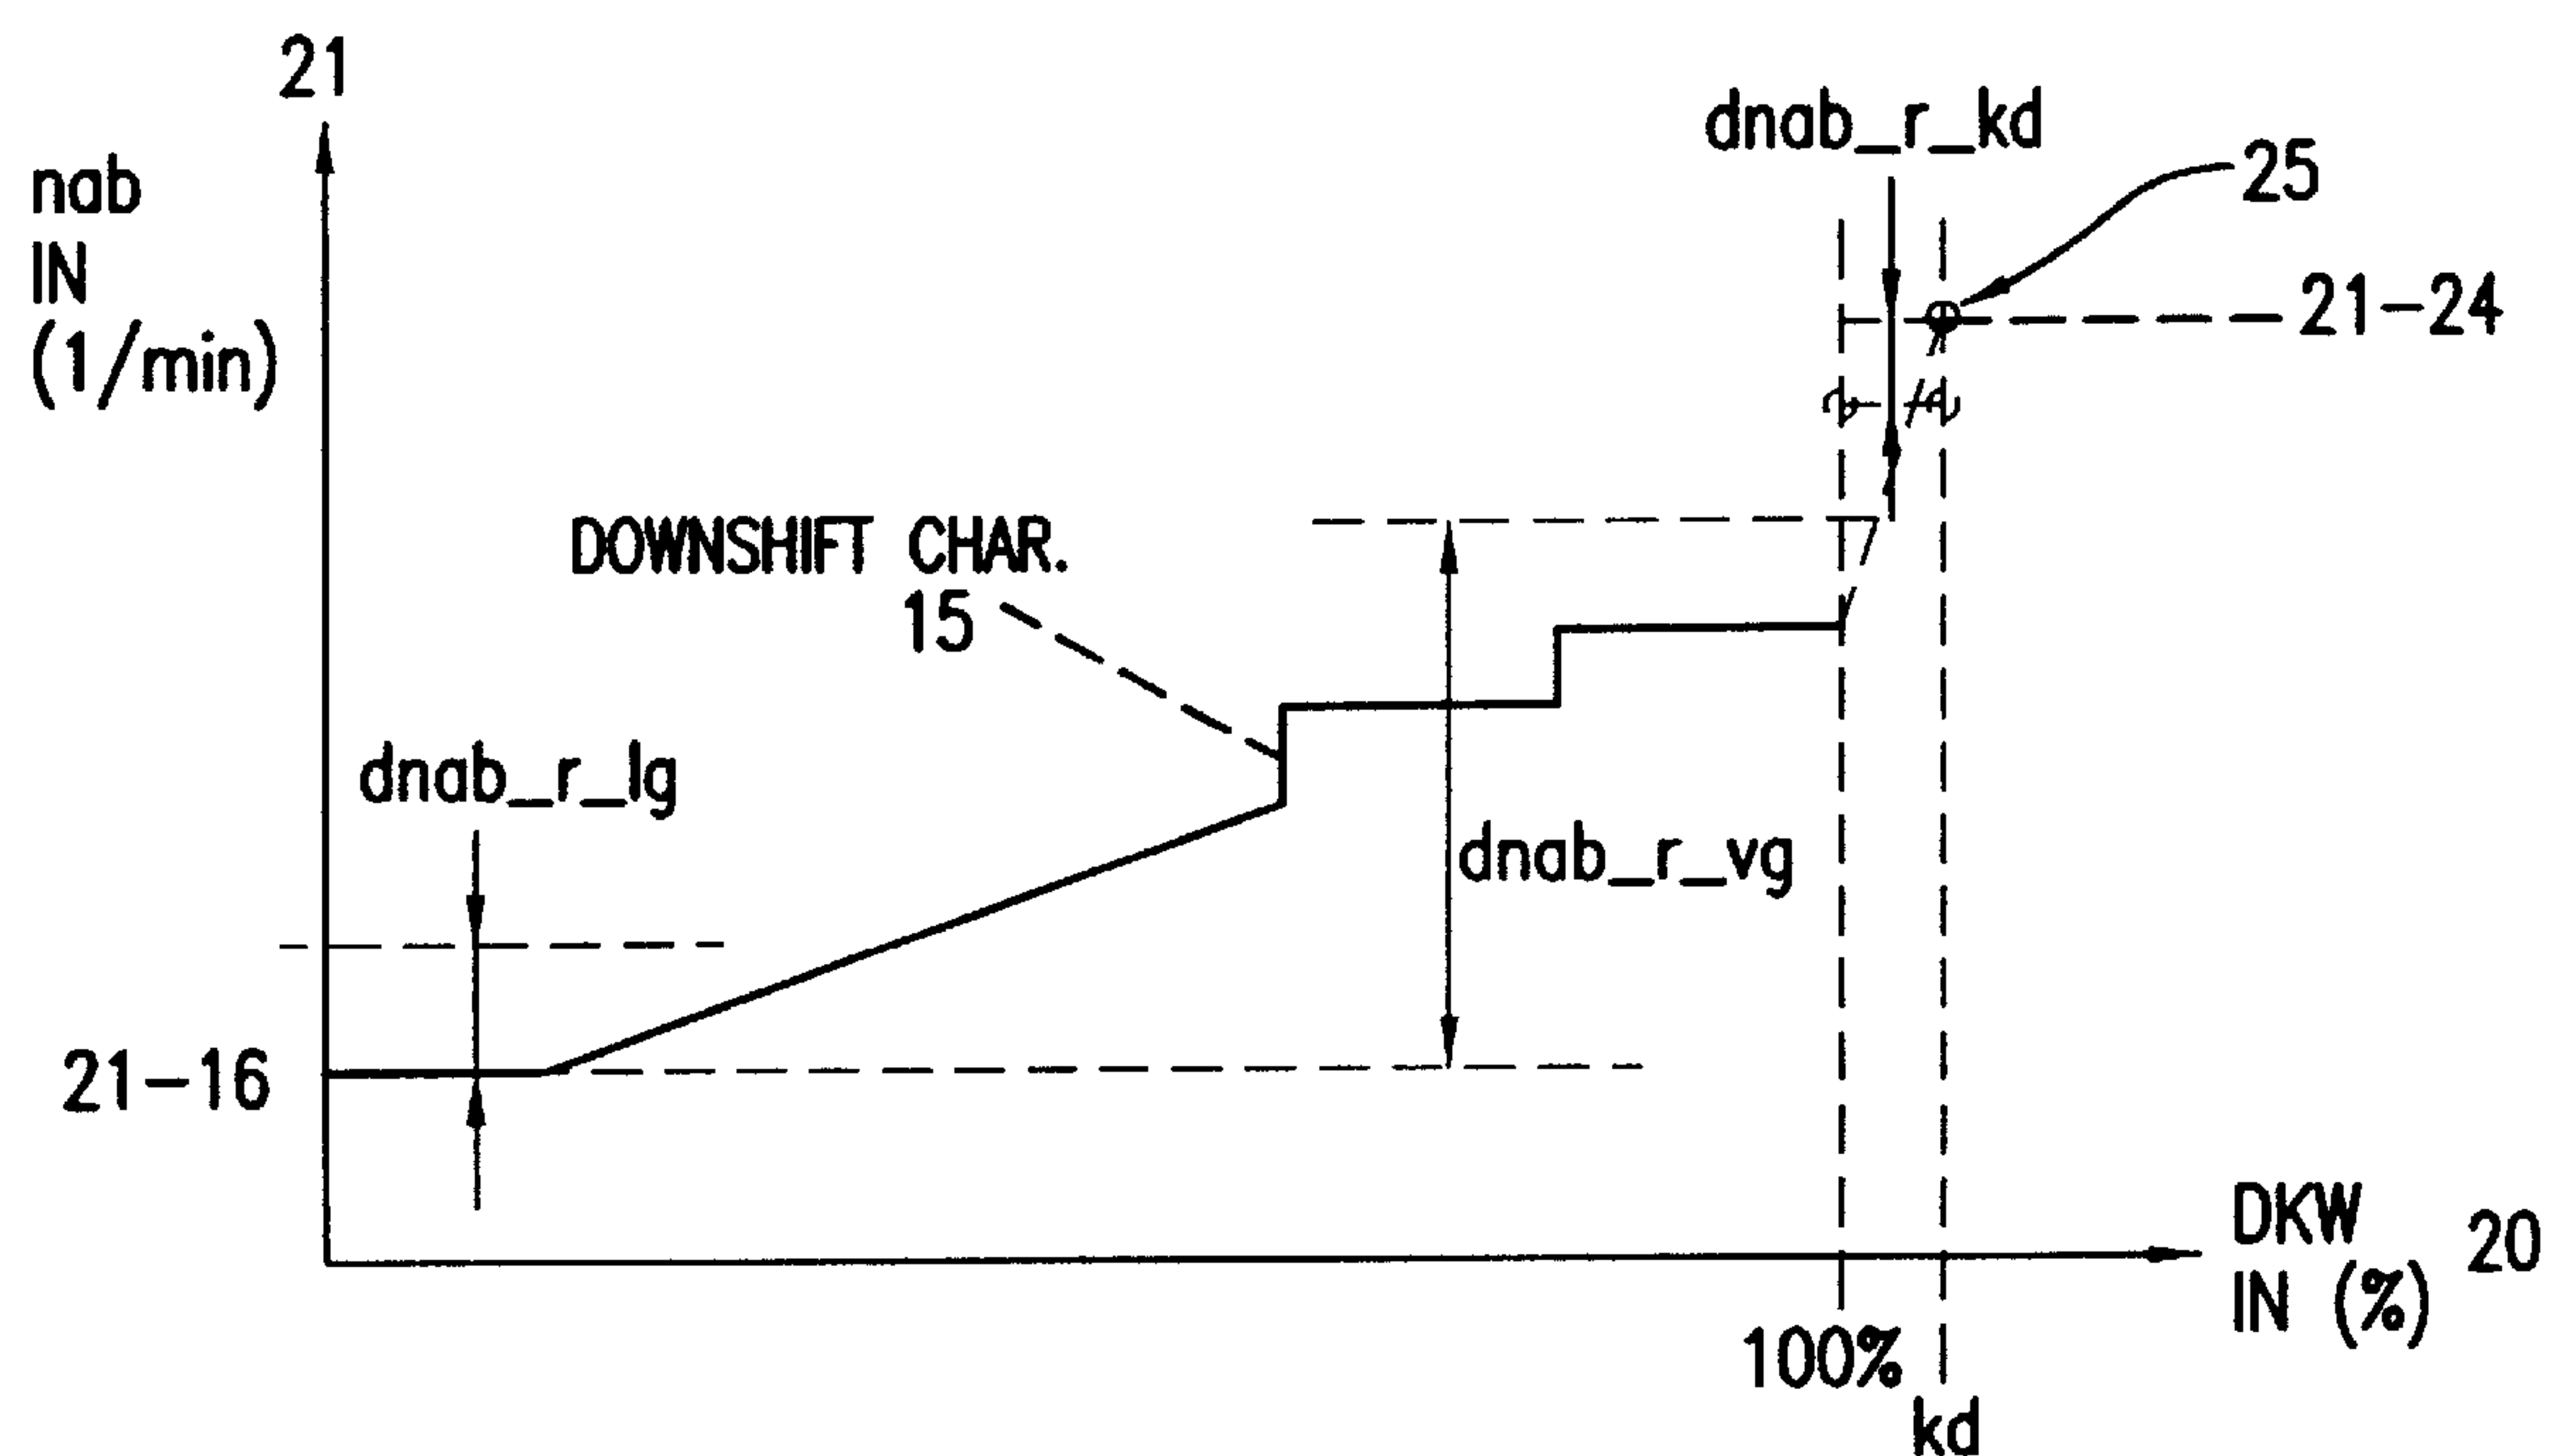 21
nab
IN
(1/min)
dnab_r_kd
25
21-24
DOWNSHIFT CHAR.
15
dnab_r_lg
dnab_r_vg
21-16
DKW
IN (%)
20
100%
kd